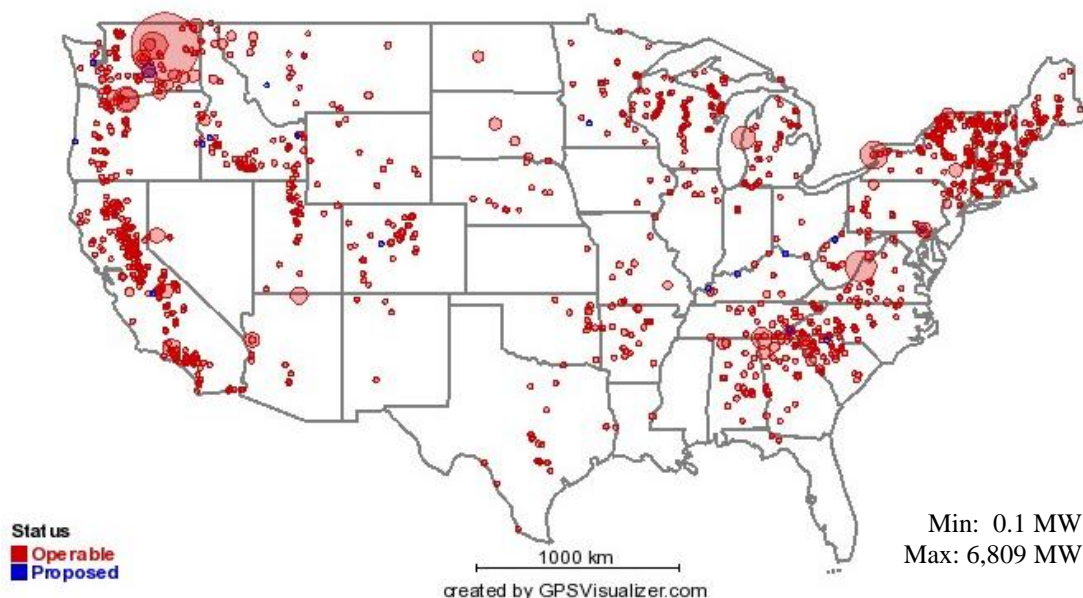 Status
Operable
Proposed
1000 km
created by GPSVisualizer.com
Min: 0.1 MW
Max: 6,809 MW